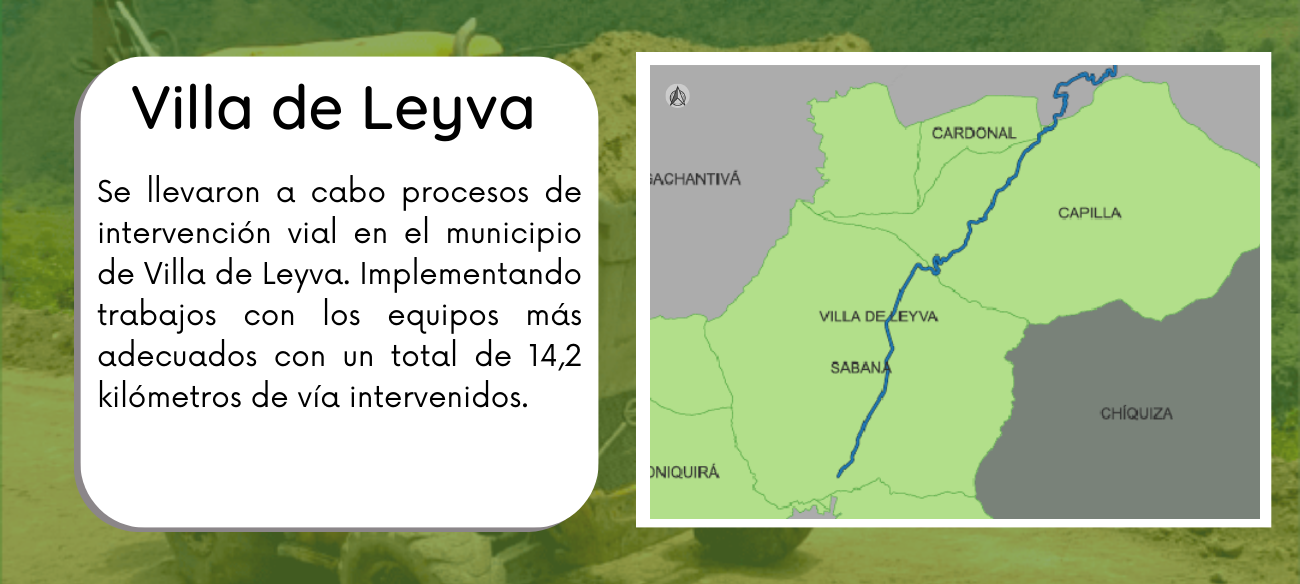 Villa de Leyva
Se llevaron a cabo procesos de
intervención vial en el municipio
de Villa de Leyva. Implementando
trabajos con los equipos más
adecuados con un total de 14,2
kilómetros de vía intervenidos.
CARDONAL
GACHANTIVÁ
CAPILLA
VILLA DE LEYVA
SABANA
CHÍQUIZA
ONIQUIRÁ